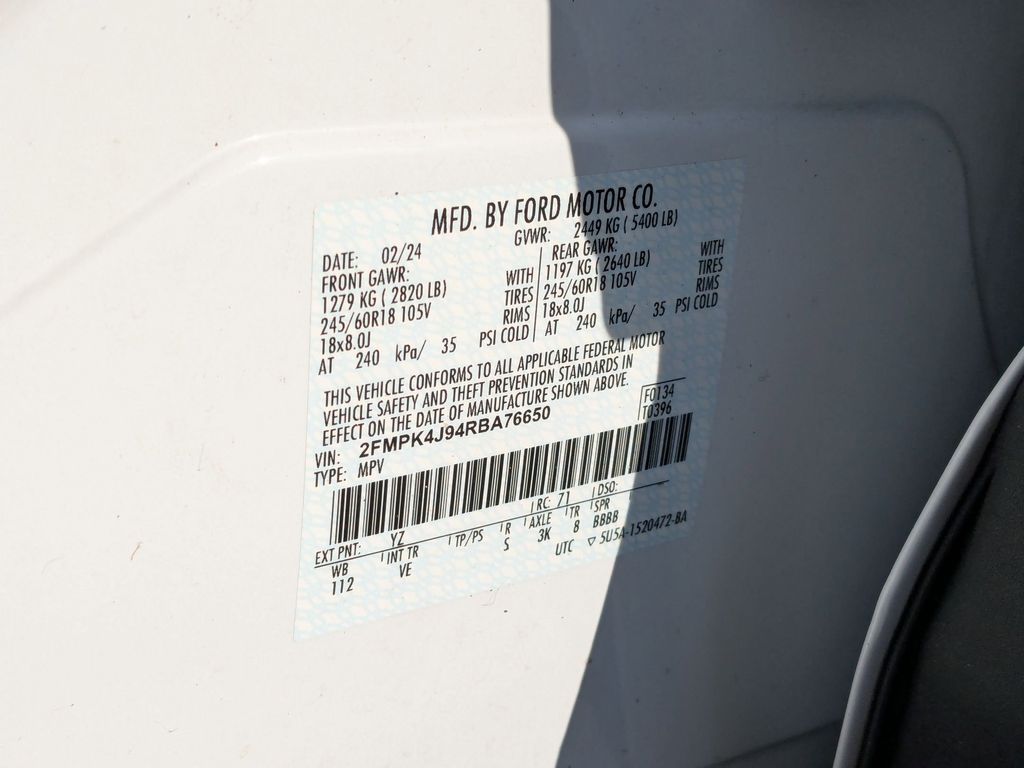 MFD. BY FORD MOTOR CO.
DATE: 02/24 GVWR: 2449 KG ( 5400 LB)
FRONT GAWR: REAR GAWR:
1279 KG ( 2820 LB) WITH 1197 KG ( 2640 LB) WITH
245/60R18 105V TIRES 245/60R18 105V TIRES
18x8.0J RIMS 18x8.0J RIMS
AT 240 kPa/ 35 PSI COLD AT 240 kPa/ 35 PSI COLD
THIS VEHICLE CONFORMS TO ALL APPLICABLE FEDERAL MOTOR
VEHICLE SAFETY AND THEFT PREVENTION STANDARDS IN
EFFECT ON THE DATE OF MANUFACTURE SHOWN ABOVE.
VIN: 2FMPK4J94RBA76650 F0134
TYPE: MPV T0396
EXT PNT: YZ RC: 71 DSO:
WB INT TR TP/PS R AXLE TR SPR
112 VE S 3K 8 BBBB
UTC ▽ 5U5A-1520472-BA